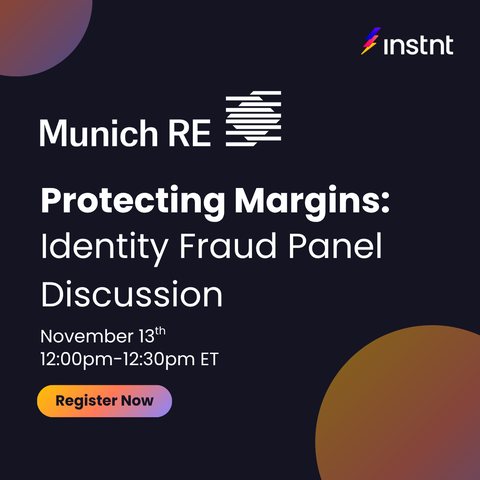 instnt
Munich RE
Protecting Margins:
Identity Fraud Panel
Discussion
November 13th
12:00pm-12:30pm ET
Register Now